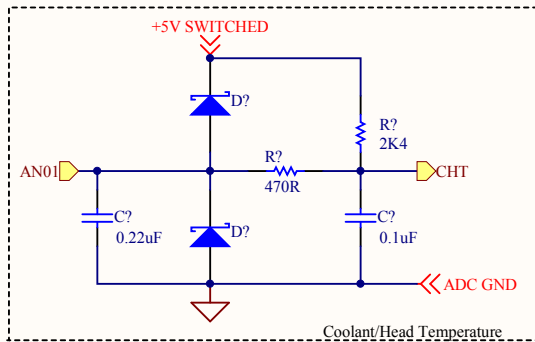 +5V SWITCHED
D?
R?
2K4
AN01
R?
470R
CHT
C?
0.22uF
D?
C?
0.1uF
ADC GND
Coolant/Head Temperature